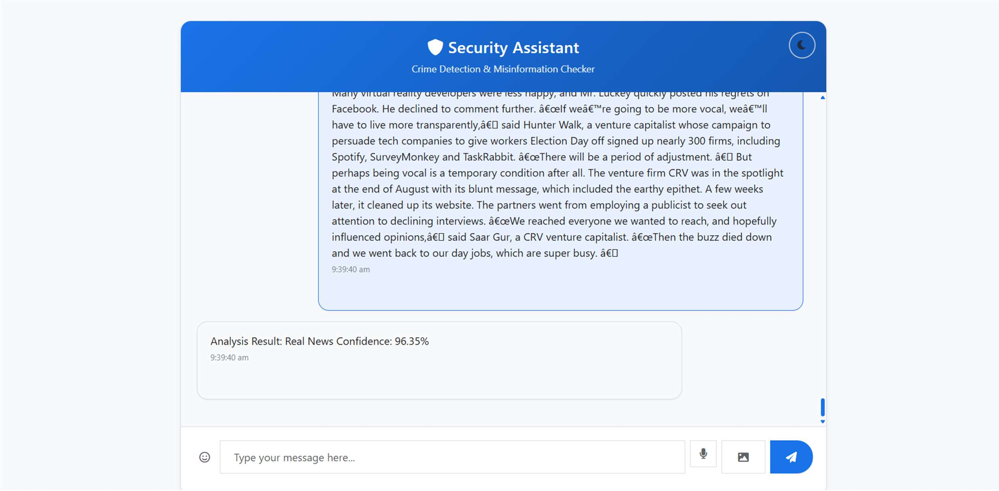 Security Assistant
Crime Detection & Misinformation Checker
Many virtual reality developers were less happy, and Mr. Luckey quickly posted his regrets on
Facebook. He declined to comment further. â€œIf weâ€™re going to be more vocal, weâ€™ll
have to live more transparently,â€▯ said Hunter Walk, a venture capitalist whose campaign to
persuade tech companies to give workers Election Day off signed up nearly 300 firms, including
Spotify, SurveyMonkey and TaskRabbit. â€œThere will be a period of adjustment. â€▯ But
perhaps being vocal is a temporary condition after all. The venture firm CRV was in the spotlight
at the end of August with its blunt message, which included the earthy epithet. A few weeks
later, it cleaned up its website. The partners went from employing a publicist to seek out
attention to declining interviews. â€œWe reached everyone we wanted to reach, and hopefully
influenced opinions,â€▯ said Saar Gur, a CRV venture capitalist. â€œThen the buzz died down
and we went back to our day jobs, which are super busy. â€▯
9:39:40 am
Analysis Result: Real News Confidence: 96.35%
9:39:40 am
Type your message here...